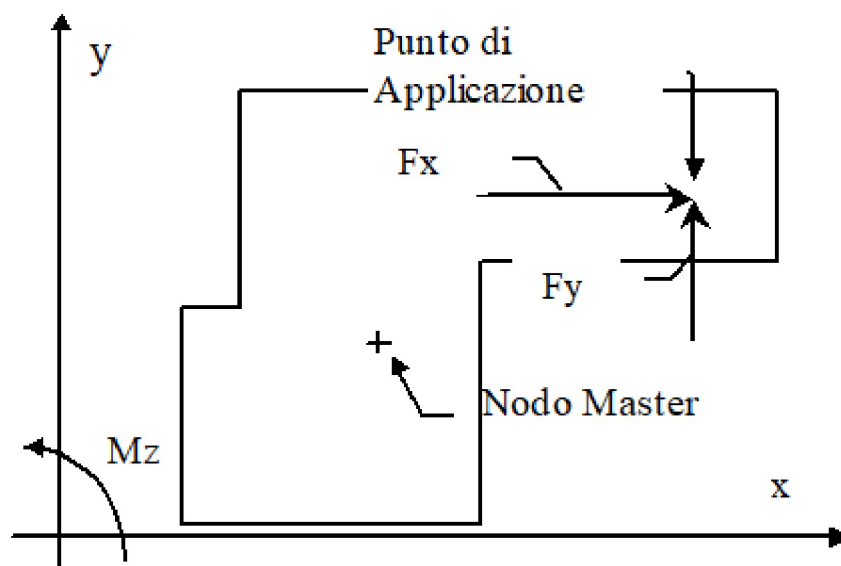 y
Punto di
Applicazione
Fx
Fy
Nodo Master
Mz
x